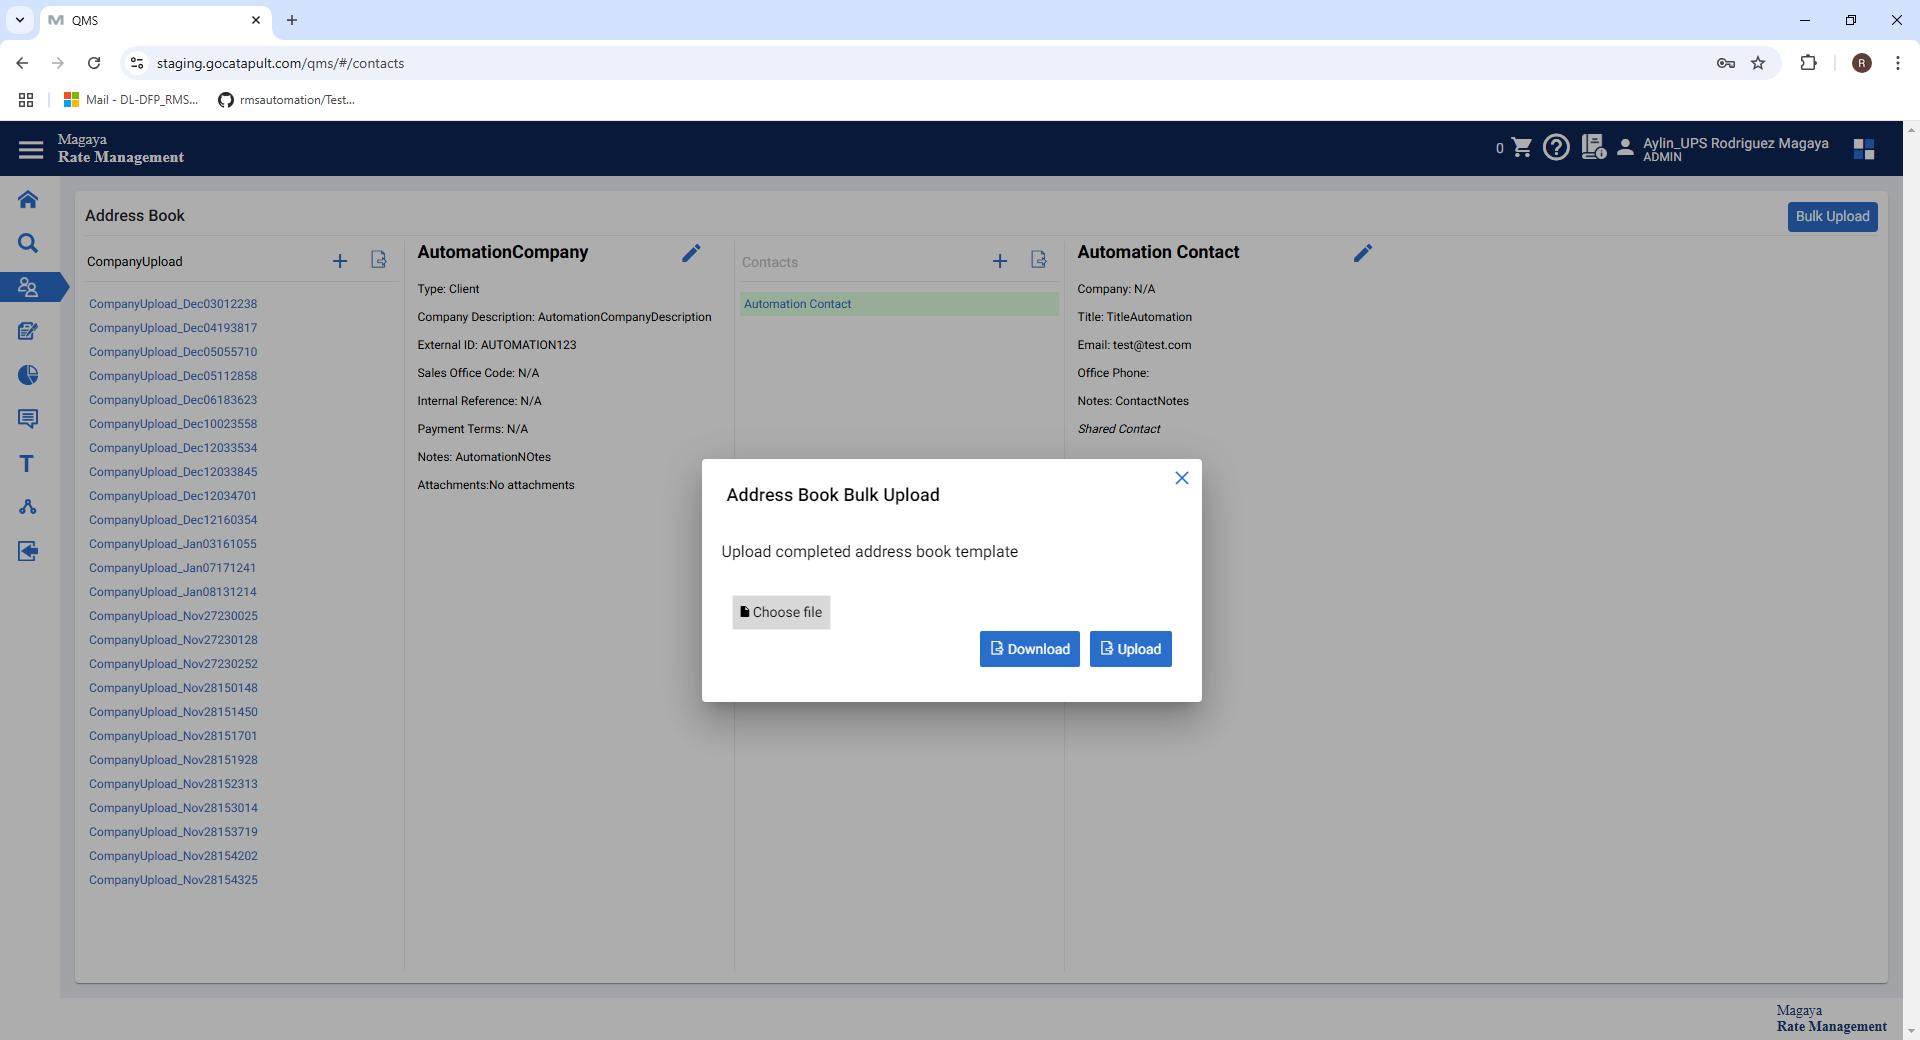 QMS
staging.gocatapult.com/qms/#/contacts
R
Mail - DL-DFP_RMS...
rmsautomation/Test...
Magaya
Rate Management
0
Aylin_UPS Rodriguez Magaya
ADMIN
Address Book
Bulk Upload
CompanyUpload
CompanyUpload_Dec03012238
CompanyUpload_Dec04193817
CompanyUpload_Dec05055710
CompanyUpload_Dec05112858
CompanyUpload_Dec06183623
CompanyUpload_Dec10023558
CompanyUpload_Dec12033534
CompanyUpload_Dec12033845
CompanyUpload_Dec12034701
CompanyUpload_Dec12160354
CompanyUpload_Jan03161055
CompanyUpload_Jan07171241
CompanyUpload_Jan08131214
CompanyUpload_Nov27230025
CompanyUpload_Nov27230128
CompanyUpload_Nov27230252
CompanyUpload_Nov28150148
CompanyUpload_Nov28151450
CompanyUpload_Nov28151701
CompanyUpload_Nov28151928
CompanyUpload_Nov28152313
CompanyUpload_Nov28153014
CompanyUpload_Nov28153719
CompanyUpload_Nov28154202
CompanyUpload_Nov28154325
AutomationCompany
Type: Client
Company Description: AutomationCompanyDescription
External ID: AUTOMATION123
Sales Office Code: N/A
Internal Reference: N/A
Payment Terms: N/A
Notes: AutomationNOtes
Attachments:No attachments
Contacts
Automation Contact
Automation Contact
Company: N/A
Title: TitleAutomation
Email: test@test.com
Office Phone:
Notes: ContactNotes
Shared Contact
Address Book Bulk Upload
Upload completed address book template
Choose file
Download
Upload
Magaya
Rate Management